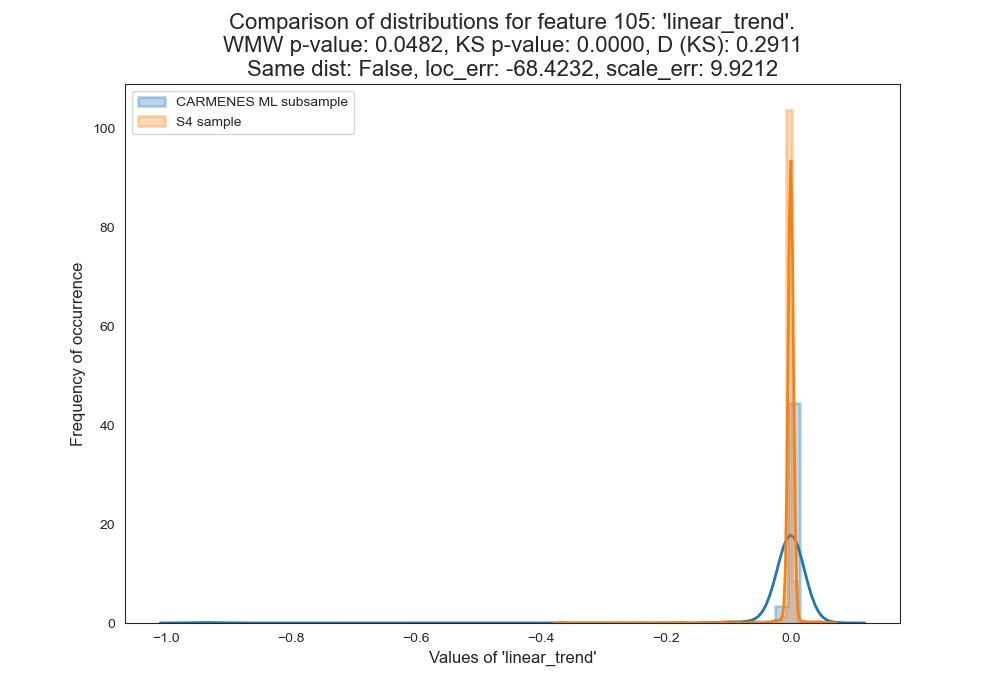 Comparison of distributions for feature 105: 'linear_trend'.
WMW p-value: 0.0482, KS p-value: 0.0000, D (KS): 0.2911
Same dist: False, loc_err: -68.4232, scale_err: 9.9212
CARMENES ML subsample
S4 sample
Frequency of occurrence
100
80
60
40
20
0
−1.0 −0.8 −0.6 −0.4 −0.2 0.0
Values of 'linear_trend'